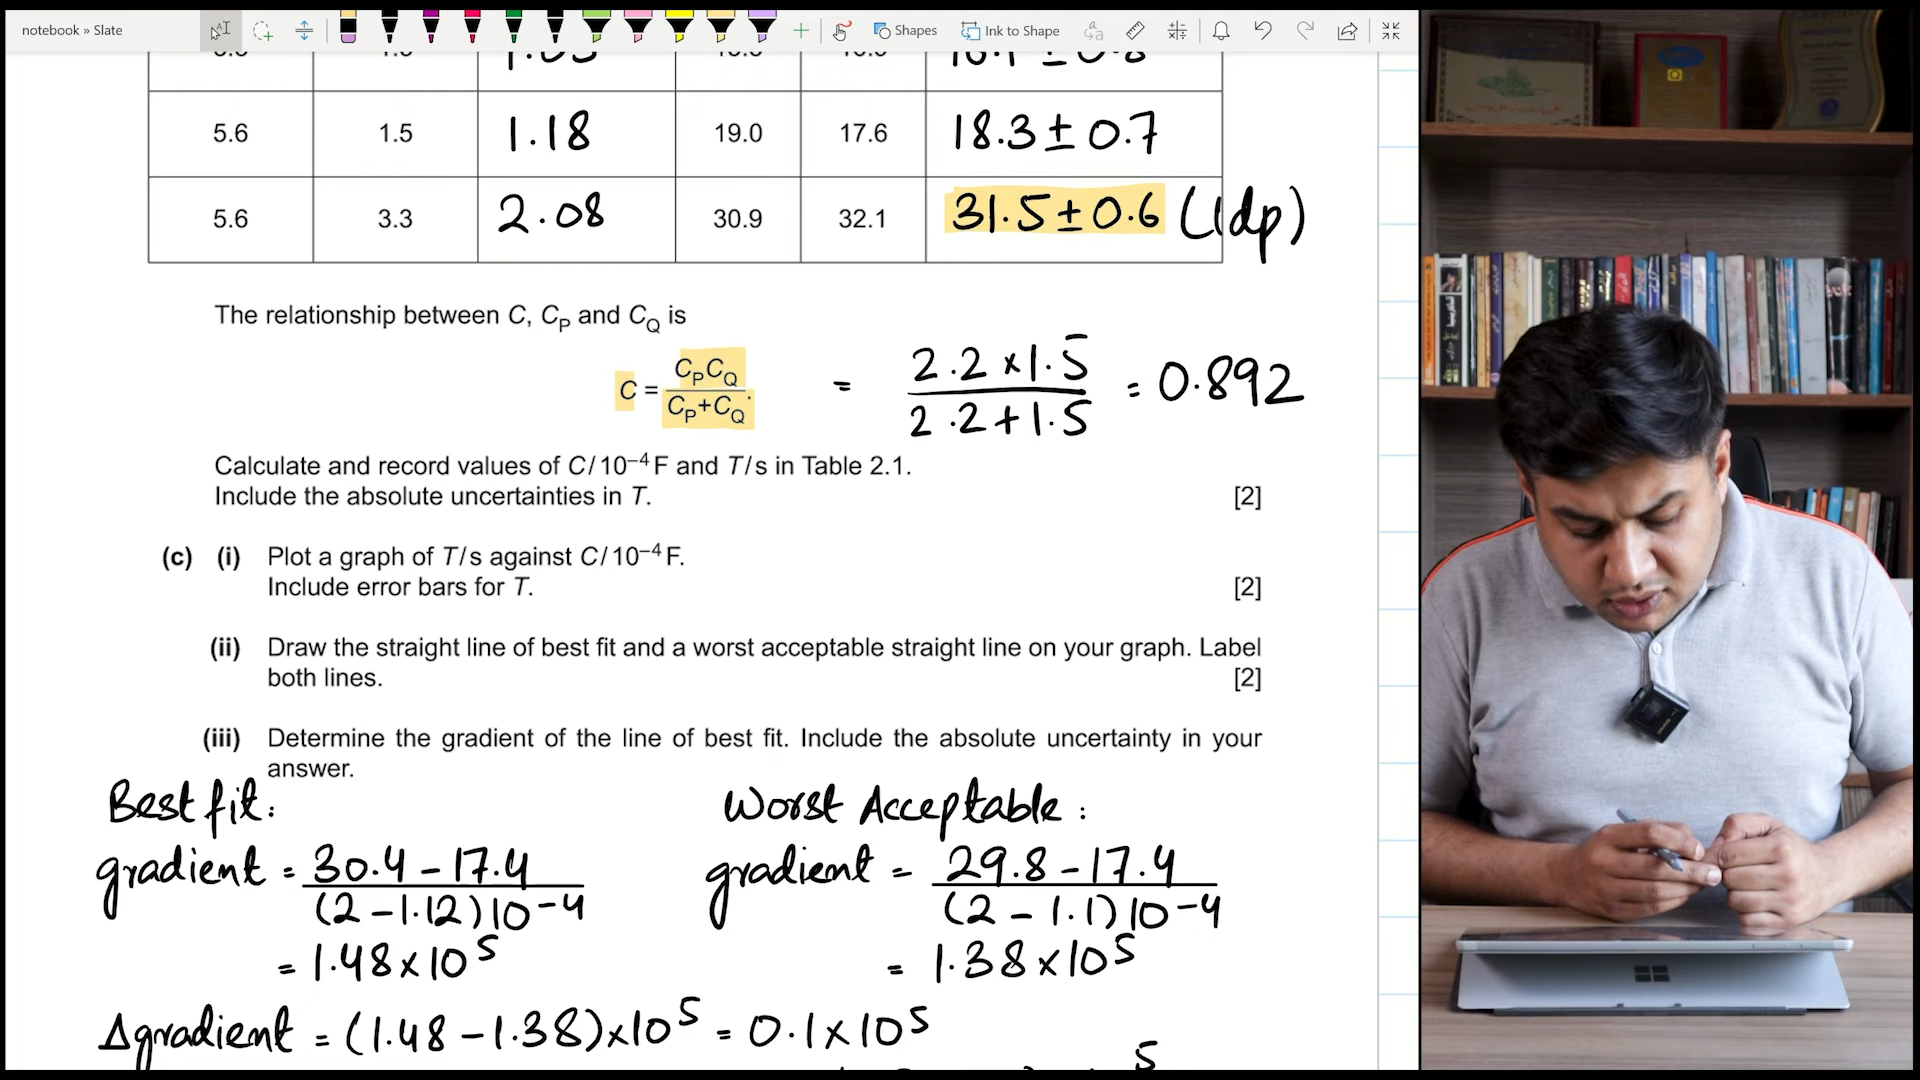 notebook » Slate
Shapes
Ink to Shape
5.6 1.5 1.18 19.0 17.6 18.3 ± 0.7
5.6 3.3 2.08 30.9 32.1 31.5 ± 0.6 (1dp)
The relationship between C, CP and CQ is
C = CPCQ / CP+CQ. = 2.2 × 1.5 / 2.2 + 1.5 = 0.892
Calculate and record values of C/10⁻⁴ F and T/s in Table 2.1.
Include the absolute uncertainties in T. [2]
(c) (i) Plot a graph of T/s against C/10⁻⁴ F.
Include error bars for T. [2]
(ii) Draw the straight line of best fit and a worst acceptable straight line on your graph. Label
both lines. [2]
(iii) Determine the gradient of the line of best fit. Include the absolute uncertainty in your
answer.
Best fit: Worst Acceptable :
gradient = 30.4 - 17.4 / (2 - 1.12) 10⁻⁴ gradient = 29.8 - 17.4 / (2 - 1.1) 10⁻⁴
= 1.48 × 10⁵ = 1.38 × 10⁵
Δgradient = (1.48 - 1.38) × 10⁵ = 0.1 × 10⁵